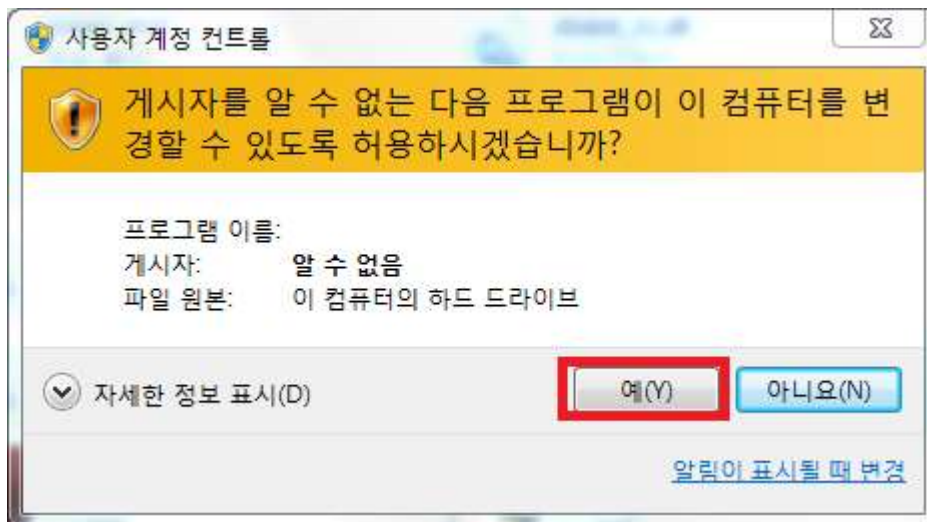 사용자 계정 컨트롤
게시자를 알 수 없는 다음 프로그램이 이 컴퓨터를 변
경할 수 있도록 허용하시겠습니까?
프로그램 이름:
게시자: 알 수 없음
파일 원본: 이 컴퓨터의 하드 드라이브
자세한 정보 표시(D) 예(Y) 아니요(N)
알림이 표시될 때 변경